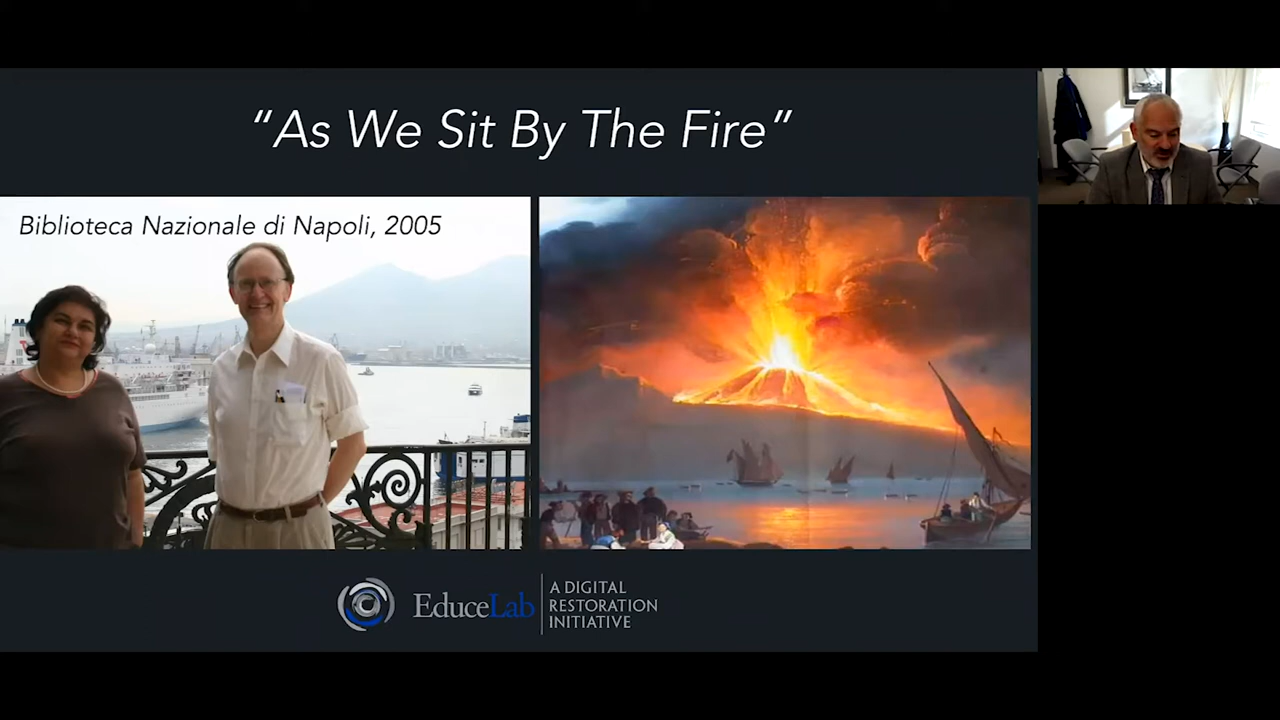 “As We Sit By The Fire”
Biblioteca Nazionale di Napoli, 2005
EduceLab
A DIGITAL
RESTORATION
INITIATIVE